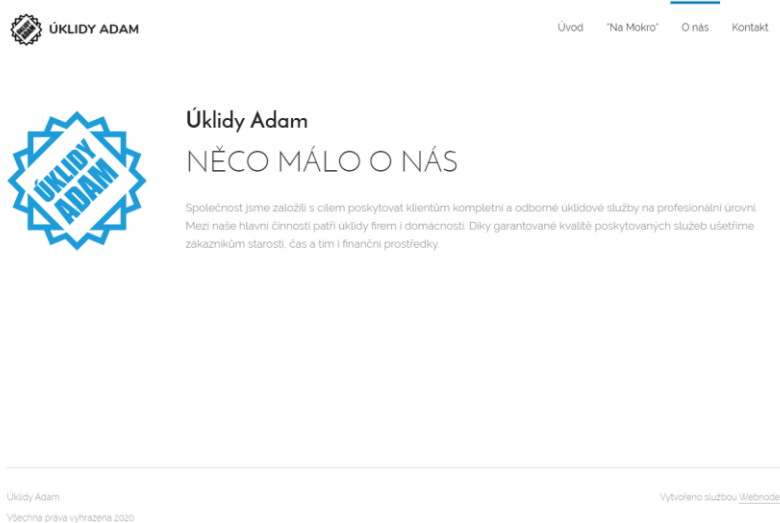 ÚKLIDY ADAM
Úvod "Na Mokro" O nás Kontakt
ÚKLIDY
ADAM
Úklidy Adam
NĚCO MÁLO O NÁS
Společnost jsme založili s cílem poskytovat klientům kompletní a odborné úklidové služby na profesionální úrovni.
Mezi naše hlavní činnosti patří úklidy firem i domácností. Díky garantované kvalitě poskytovaných služeb ušetříme
zákazníkům starosti, čas a tím i finanční prostředky.
Úklidy Adam
Vytvořeno službou Webnode
Všechna práva vyhrazena 2020